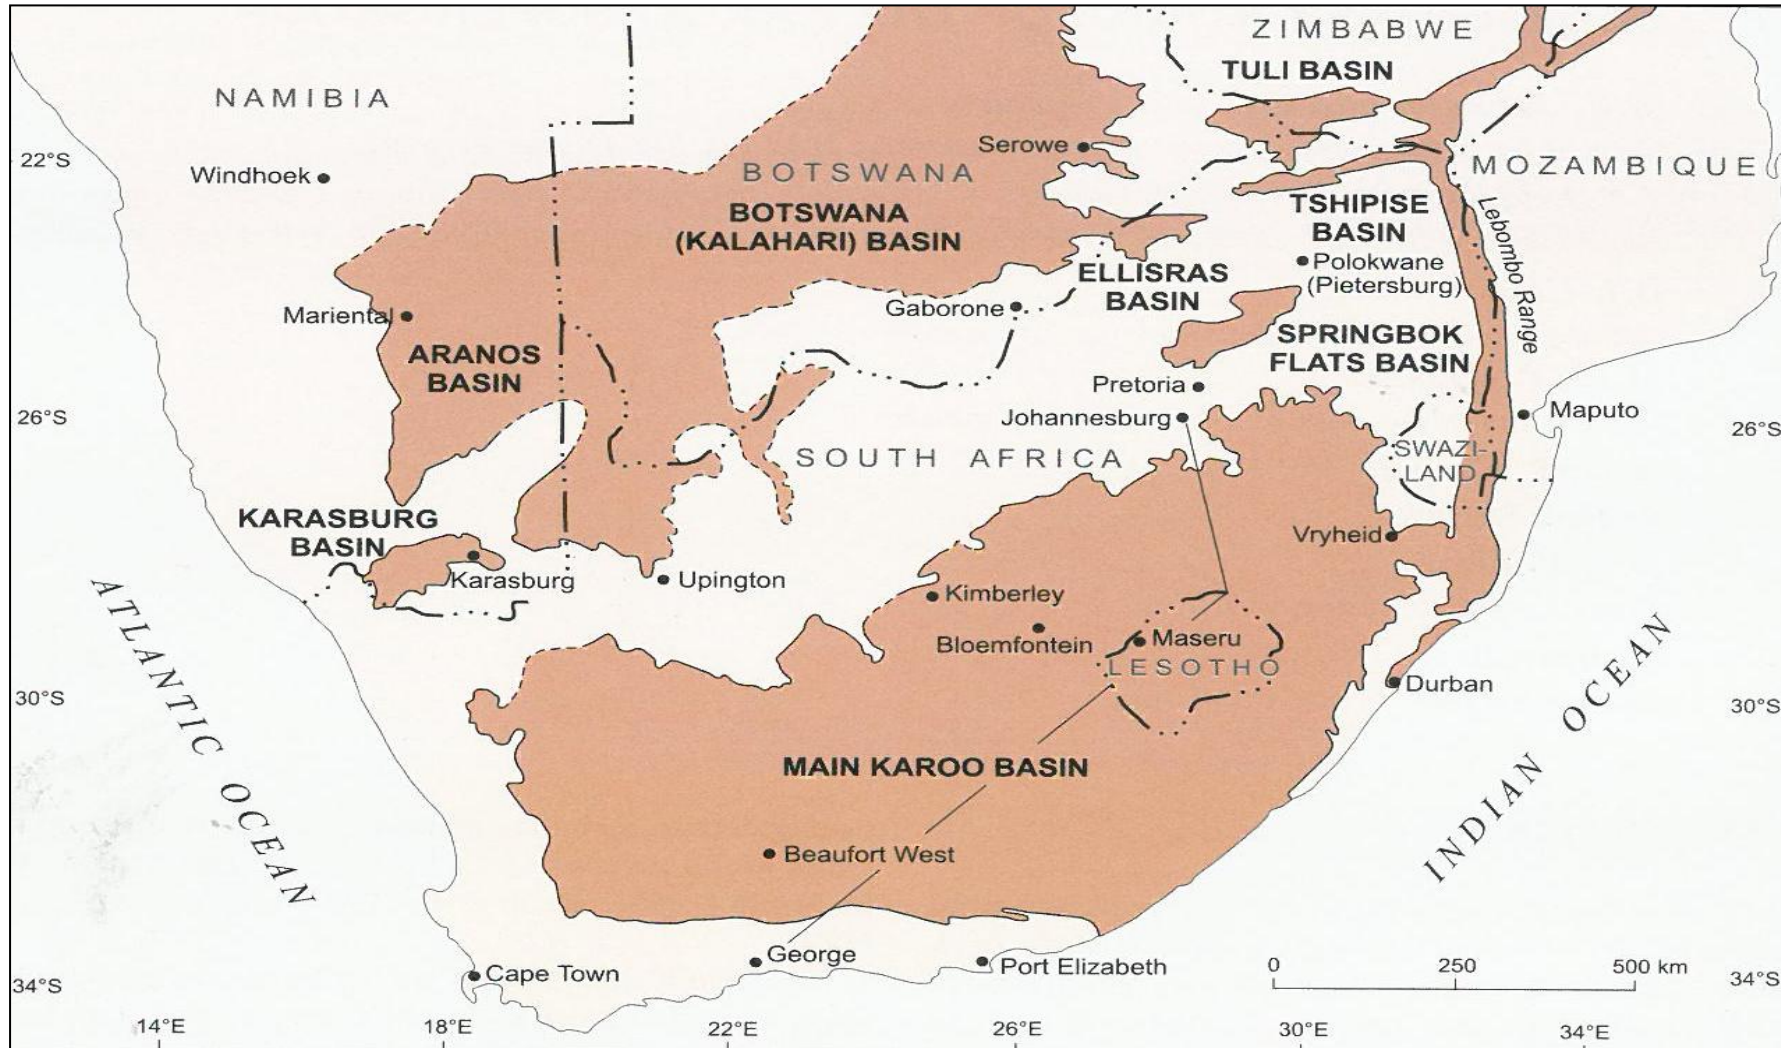 ZIMBABWE
TULI BASIN
NAMIBIA
Serowe
22°S
Windhoek
BOTSWANA
MOZAMBIQUE
BOTSWANA
(KALAHARI) BASIN
TSHIPISE
BASIN
Lebombo Range
Polokwane
(Pietersburg)
ELLISRAS
BASIN
Gaborone
Mariental
ARANOS
BASIN
SPRINGBOK
FLATS BASIN
Pretoria
Johannesburg
Maputo
26°S
26°S
SOUTH AFRICA
SWAZI-
LAND
KARASBURG
BASIN
Vryheid
Karasburg
Upington
Kimberley
Bloemfontein
Maseru
LESOTHO
Durban
30°S
30°S
ATLANTIC OCEAN
INDIAN OCEAN
MAIN KAROO BASIN
Beaufort West
George
Cape Town
Port Elizabeth
0 250 500 km
34°S
34°S
14°E 18°E 22°E 26°E 30°E 34°E